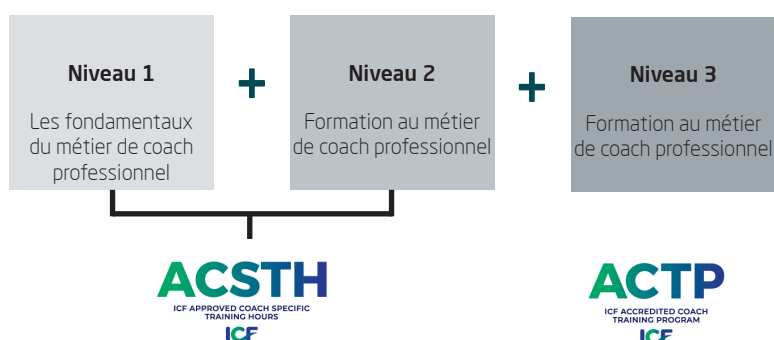 Niveau 1
Les fondamentaux
du métier de coach
professionnel
+
Niveau 2
Formation au métier
de coach professionnel
+
Niveau 3
Formation au métier
de coach professionnel
ACSTH
ICF APPROVED COACH SPECIFIC
TRAINING HOURS
ICF
ACTP
ICF ACCREDITED COACH
TRAINING PROGRAM
ICF